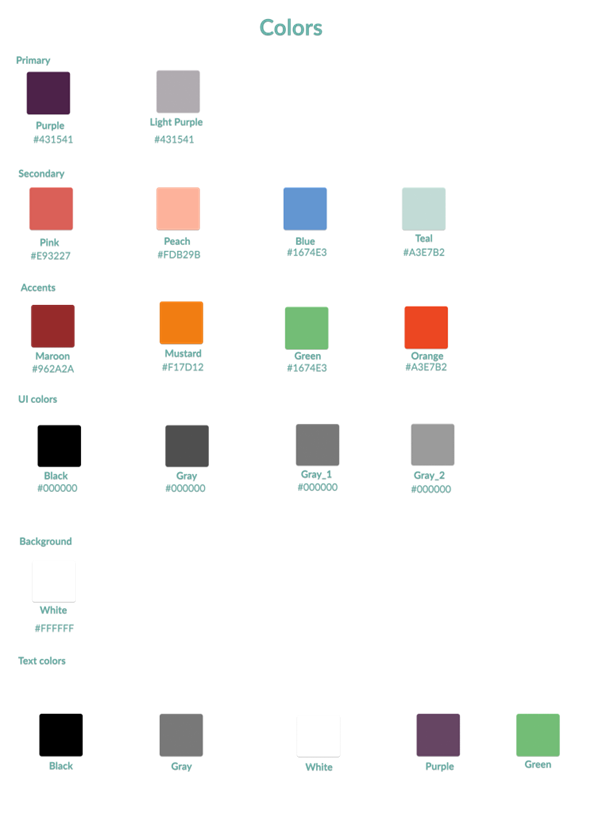 Colors
Primary
Purple
Light Purple
#431541
#431541
Secondary
Pink
Peach
Blue
Teal
#E93227
#FDB29B
#1674E3
#A3E7B2
Accents
Maroon
Mustard
Green
Orange
#962A2A
#F17D12
#1674E3
#A3E7B2
UI colors
Black
Gray
Gray_1
Gray_2
#000000
#000000
#000000
#000000
Background
White
#FFFFFF
Text colors
Black
Gray
White
Purple
Green